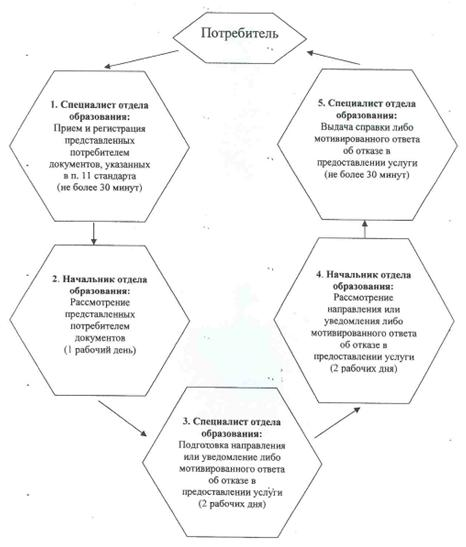 Потребитель
1. Специалист отдела
образования:
Прием и регистрация
представленных
потребителем
документов, указанных
в п. 11 стандарта
(не более 30 минут)
2. Начальник отдела
образования:
Рассмотрение
представленных
потребителем
документов
(1 рабочий день)
3. Специалист отдела
образования:
Подготовка направления
или уведомление либо
мотивированного ответа
об отказе в
предоставлении услуги
(2 рабочих дня)
4. Начальник отдела
образования:
Рассмотрение
направления или
уведомления либо
мотивированного ответа
об отказе в
предоставлении услуги
(2 рабочих дня)
5. Специалист отдела
образования:
Выдача справки либо
мотивированного ответа
об отказе в
предоставлении услуги
(не более 30 минут)